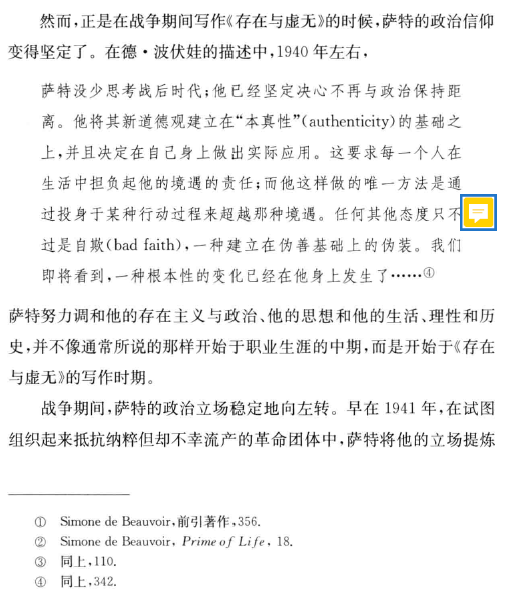 然而,正是在战争期间写作《存在与虚无》的时候,萨特的政治信仰
变得坚定了。在德·波伏娃的描述中,1940 年左右,
萨特没少思考战后时代;他已经坚定决心不再与政治保持距
离。他将其新道德观建立在“本真性”(authenticity)的基础之
上,并且决定在自己身上做出实际应用。这要求每一个人在
生活中担负起他的境遇的责任;而他这样做的唯一方法是通
过投身于某种行动过程来超越那种境遇。任何其他态度只不
过是自欺(bad faith),一种建立在伪善基础上的伪装。我们
即将看到,一种根本性的变化已经在他身上发生了……④
萨特努力调和他的存在主义与政治、他的思想和他的生活、理性和历
史,并不像通常所说的那样开始于职业生涯的中期,而是开始于《存在
与虚无》的写作时期。
战争期间,萨特的政治立场稳定地向左转。早在 1941 年,在试图
组织起来抵抗纳粹但却不幸流产的革命团体中,萨特将他的立场提炼
① Simone de Beauvoir,前引著作,356.
② Simone de Beauvoir, Prime of Life, 18.
③ 同上,110.
④ 同上,342.